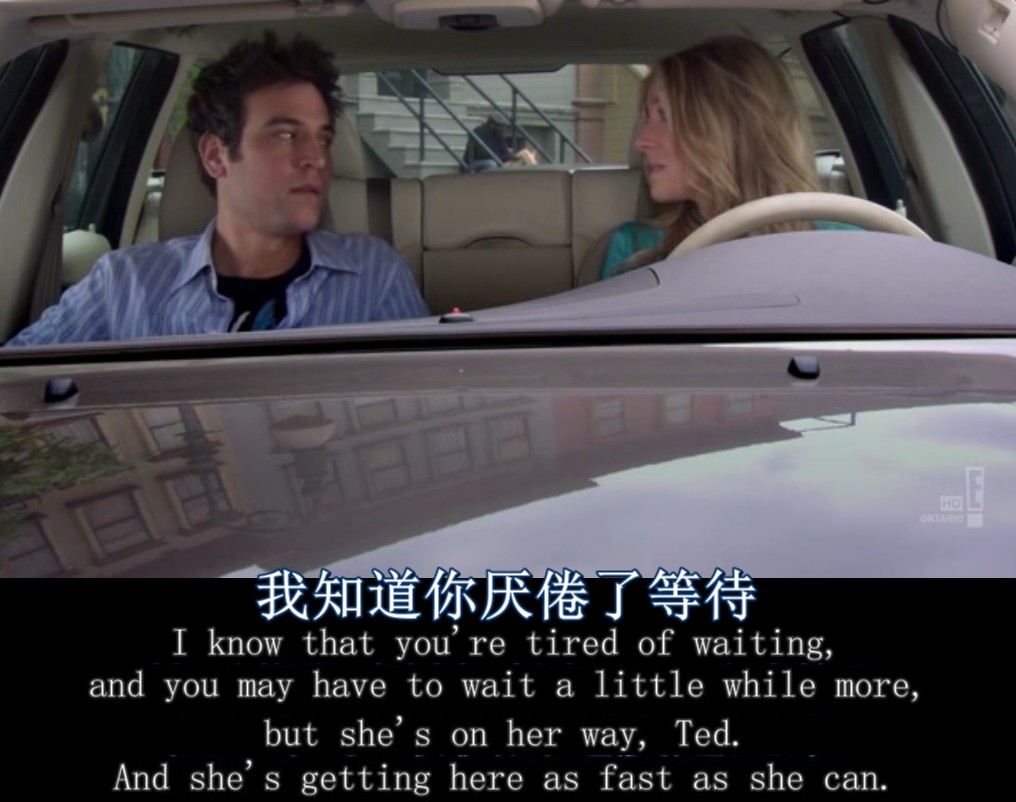 HD
ONTARIO
我知道你厌倦了等待
I know that you're tired of waiting,
and you may have to wait a little while more,
but she's on her way, Ted.
And she's getting here as fast as she can.